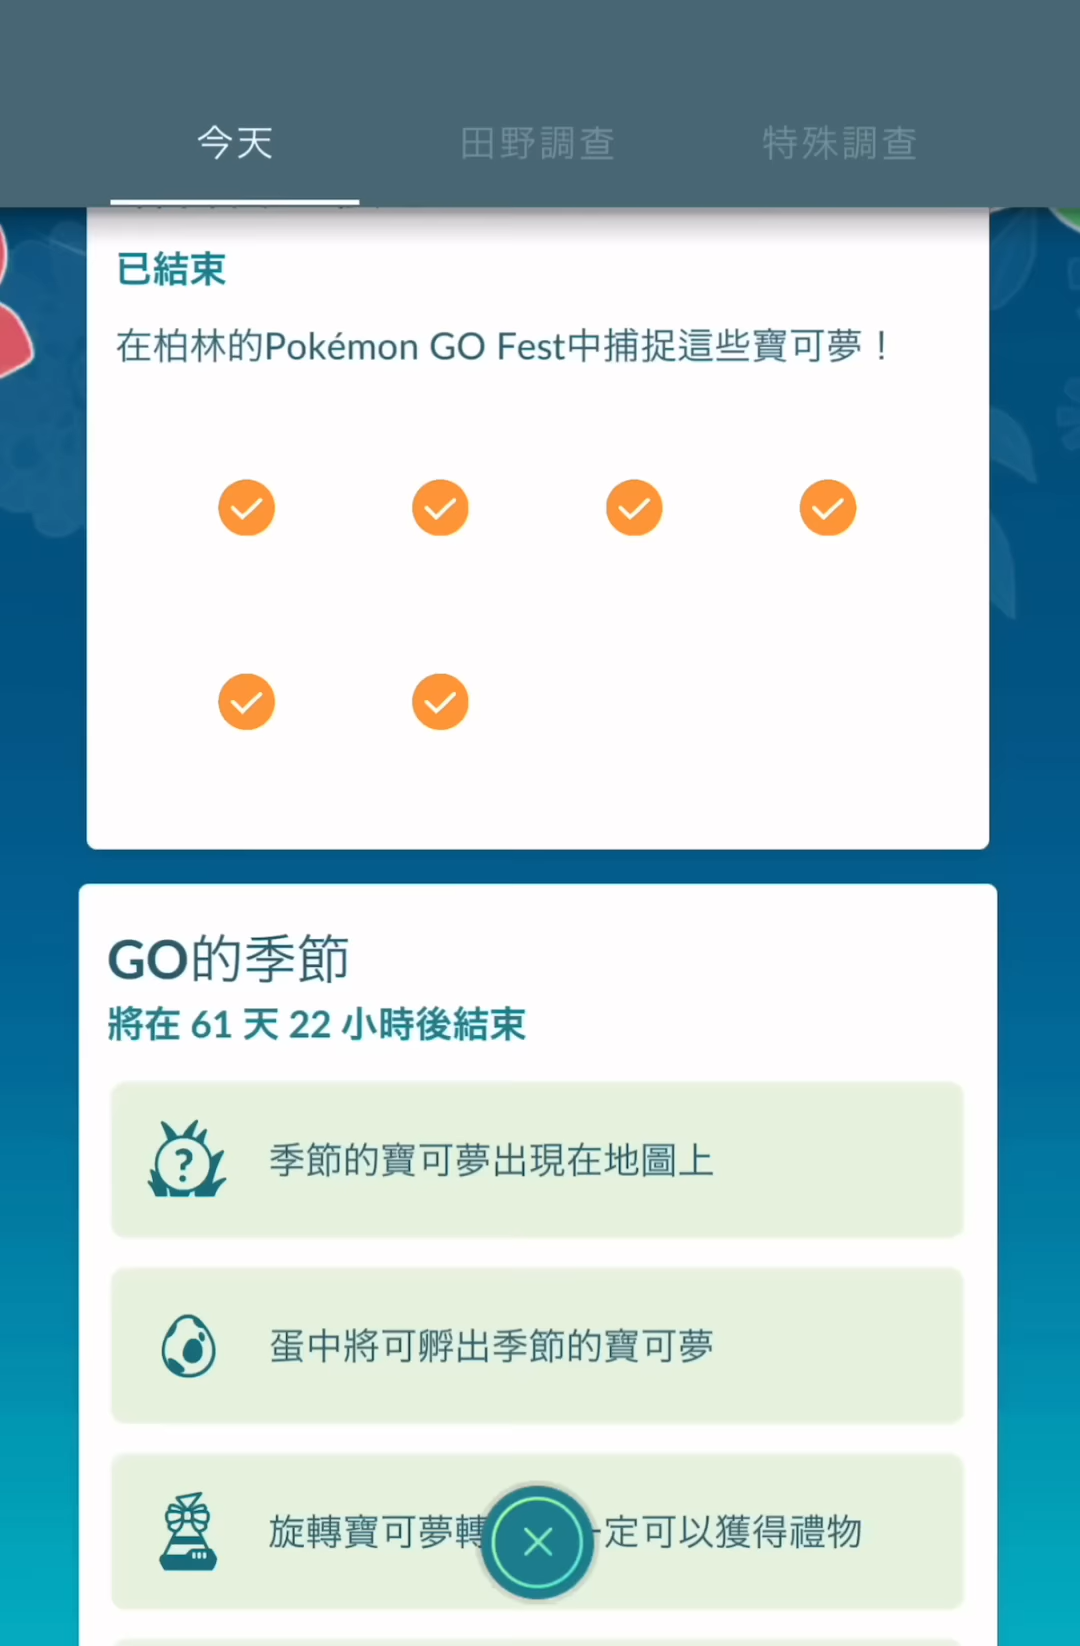 今天
田野調查
特殊調查
已結束
在柏林的Pokémon GO Fest中捕捉這些寶可夢！
GO的季節
將在 61 天 22 小時後結束
季節的寶可夢出現在地圖上
蛋中將可孵出季節的寶可夢
旋轉寶可夢轉 定可以獲得禮物